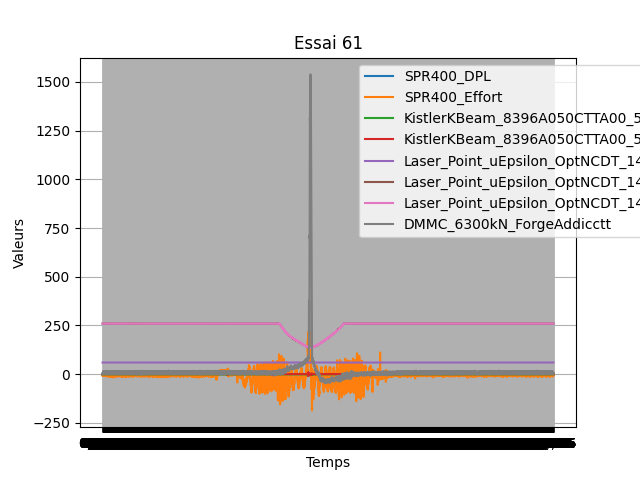 Essai 61
SPR400_DPL
SPR400_Effort
KistlerKBeam_8396A050CTTA00_5
KistlerKBeam_8396A050CTTA00_5
Laser_Point_uEpsilon_OptNCDT_14
Laser_Point_uEpsilon_OptNCDT_14
Laser_Point_uEpsilon_OptNCDT_14
DMMC_6300kN_ForgeAddicctt
Valeurs
1500
1250
1000
750
500
250
0
−250
Temps